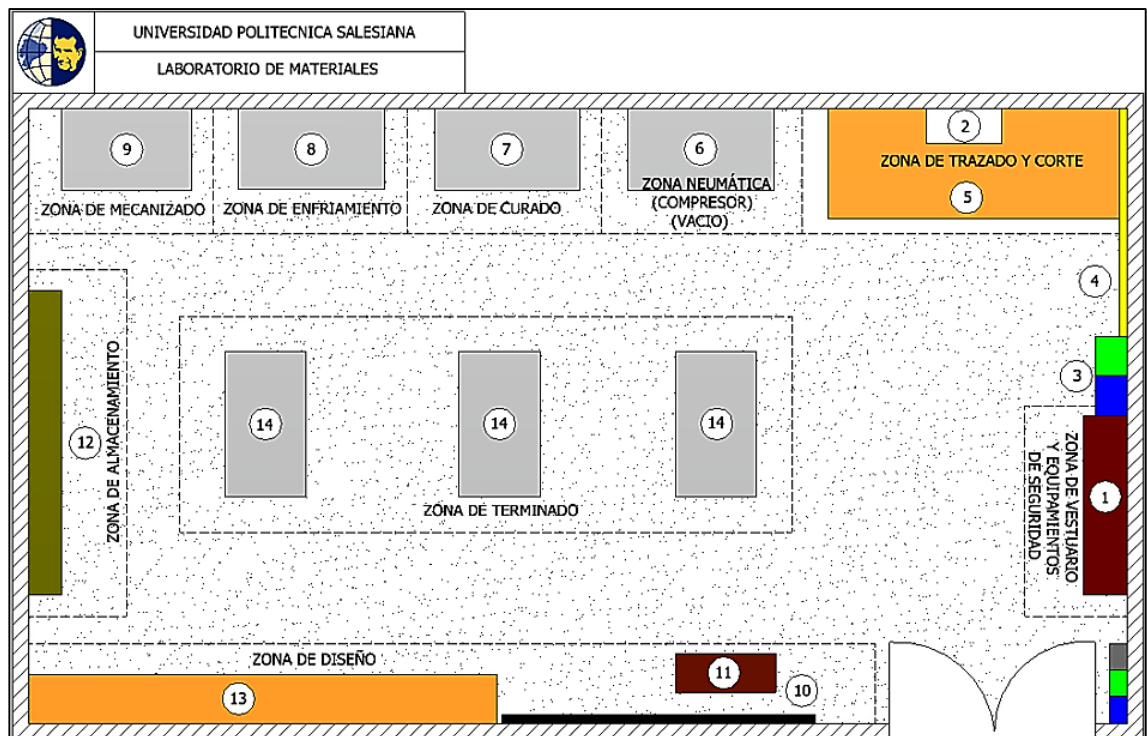 UNIVERSIDAD POLITECNICA SALESIANA
LABORATORIO DE MATERIALES
9
8
7
6
2
ZONA DE TRAZADO Y CORTE
5
ZONA DE MECANIZADO
ZONA DE ENFRIAMIENTO
ZONA DE CURADO
ZONA NEUMÁTICA
(COMPRESOR)
(VACIO)
4
3
12
ZONA DE ALMACENAMIENTO
14
14
14
ZONA DE TERMINADO
ZONA DE VESTUARIO
Y EQUIPAMIENTOS
DE SEGURIDAD
1
ZONA DE DISEÑO
13
11
10